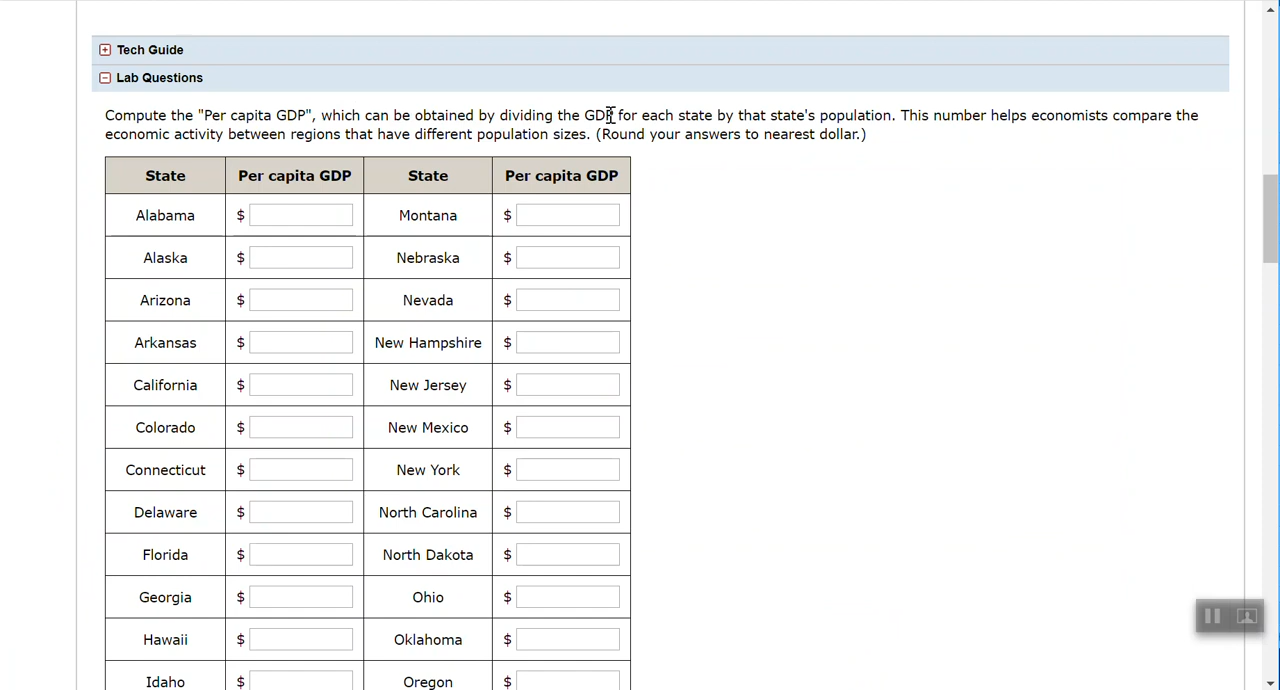 Tech Guide
Lab Questions
Compute the "Per capita GDP", which can be obtained by dividing the GDP for each state by that state's population. This number helps economists compare the
economic activity between regions that have different population sizes. (Round your answers to nearest dollar.)
State Per capita GDP State Per capita GDP
Alabama $ Montana $
Alaska $ Nebraska $
Arizona $ Nevada $
Arkansas $ New Hampshire $
California $ New Jersey $
Colorado $ New Mexico $
Connecticut $ New York $
Delaware $ North Carolina $
Florida $ North Dakota $
Georgia $ Ohio $
Hawaii $ Oklahoma $
Idaho $ Oregon $